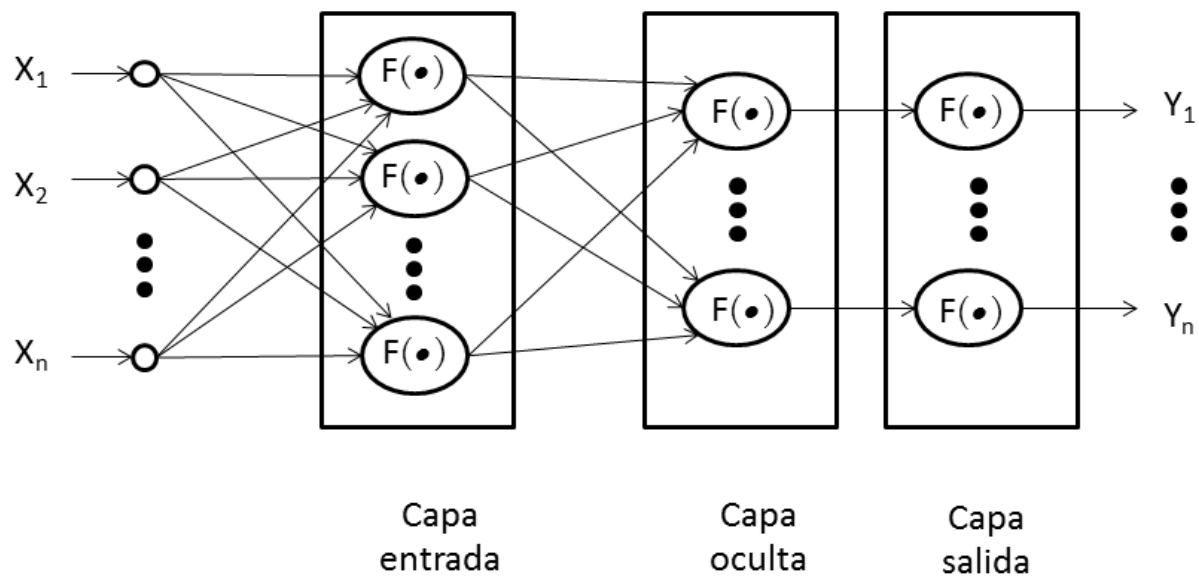 X₁
X₂
Xₙ
F(•)
F(•)
F(•)
F(•)
F(•)
F(•)
F(•)
Y₁
Yₙ
Capa
entrada
Capa
oculta
Capa
salida